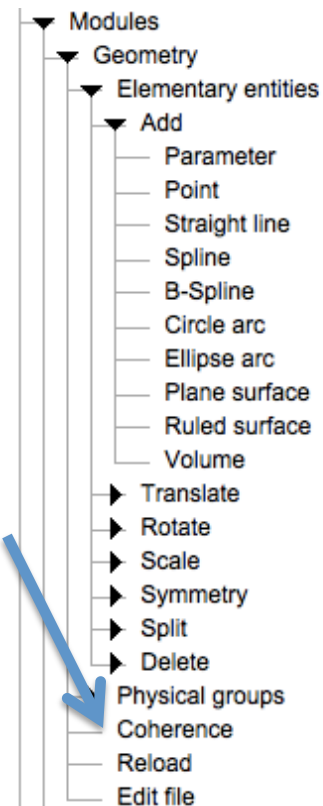 Modules
Geometry
Elementary entities
Add
Parameter
Point
Straight line
Spline
B-Spline
Circle arc
Ellipse arc
Plane surface
Ruled surface
Volume
Translate
Rotate
Scale
Symmetry
Split
Delete
Physical groups
Coherence
Reload
Edit file